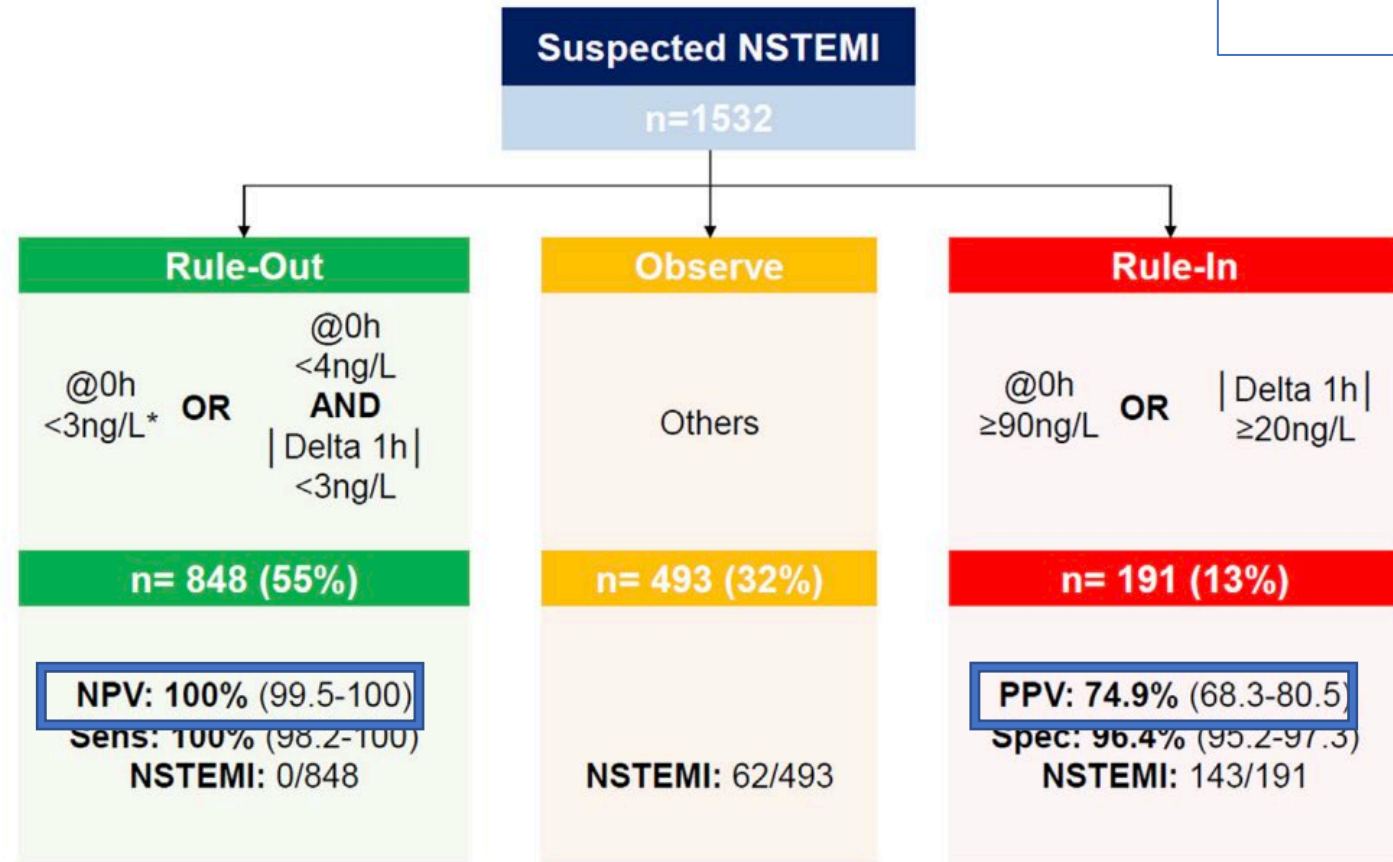 Suspected NSTEMI
n=1532
Rule-Out
@0h
<3ng/L*
OR
@0h
<4ng/L
AND
|Delta 1h|
<3ng/L
n= 848 (55%)
NPV: 100% (99.5-100)
Sens: 100% (98.2-100)
NSTEMI: 0/848
Observe
Others
n= 493 (32%)
NSTEMI: 62/493
Rule-In
@0h
≥90ng/L
OR
|Delta 1h|
≥20ng/L
n= 191 (13%)
PPV: 74.9% (68.3-80.5)
Spec: 96.4% (95.2-97.3)
NSTEMI: 143/191